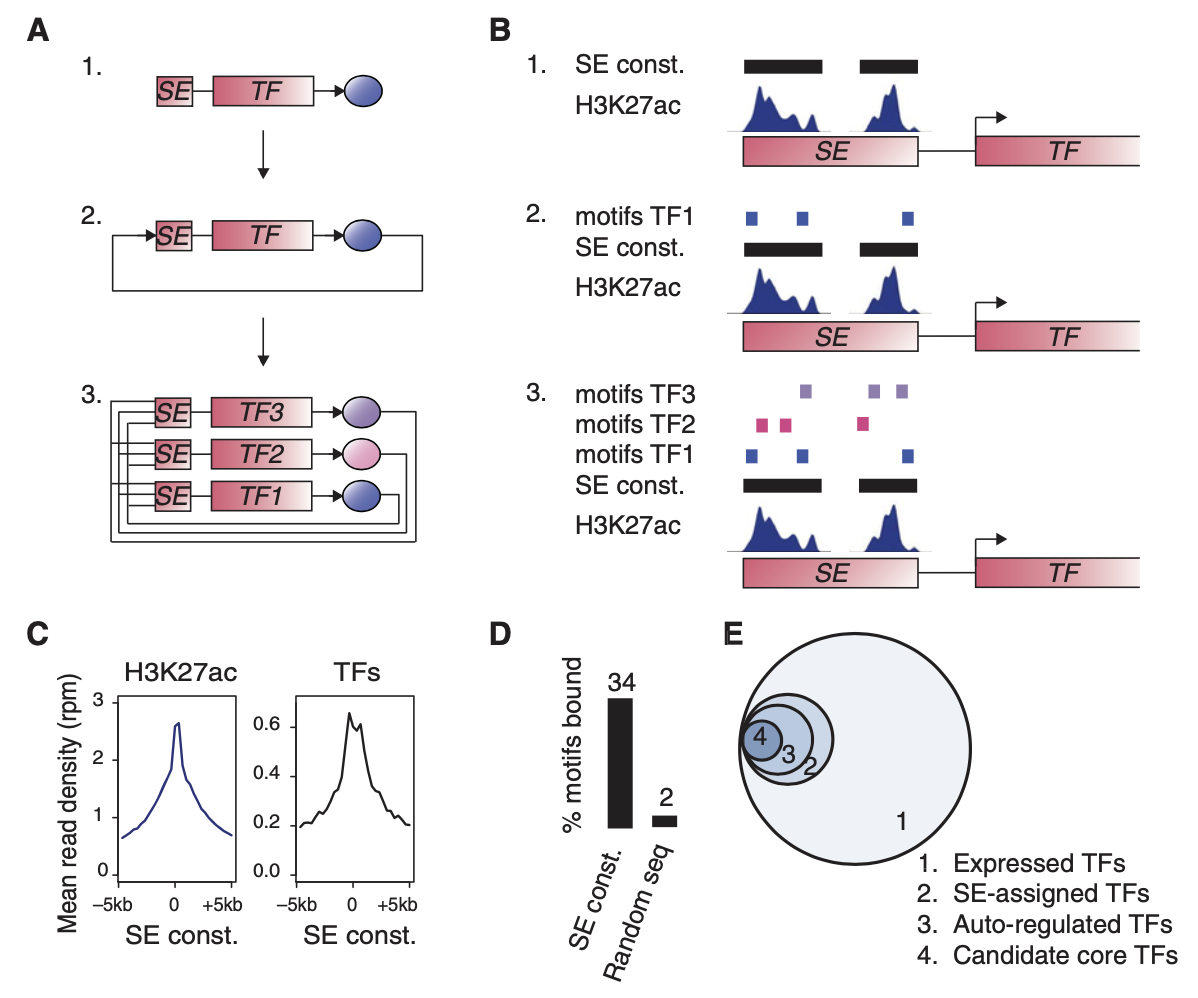 A
1.
SE TF
2.
SE TF
3.
SE TF3
SE TF2
SE TF1
B
1. SE const.
H3K27ac
SE TF
2. motifs TF1
SE const.
H3K27ac
SE TF
3. motifs TF3
motifs TF2
motifs TF1
SE const.
H3K27ac
SE TF
C
H3K27ac TFs
Mean read density (rpm)
3
2
1
0
0.6
0.4
0.2
0.0
−5kb 0 +5kb
−5kb 0 +5kb
SE const. SE const.
D
% motifs bound
34
2
SE const.
Random seq
E
4
3
2
1
1. Expressed TFs
2. SE-assigned TFs
3. Auto-regulated TFs
4. Candidate core TFs